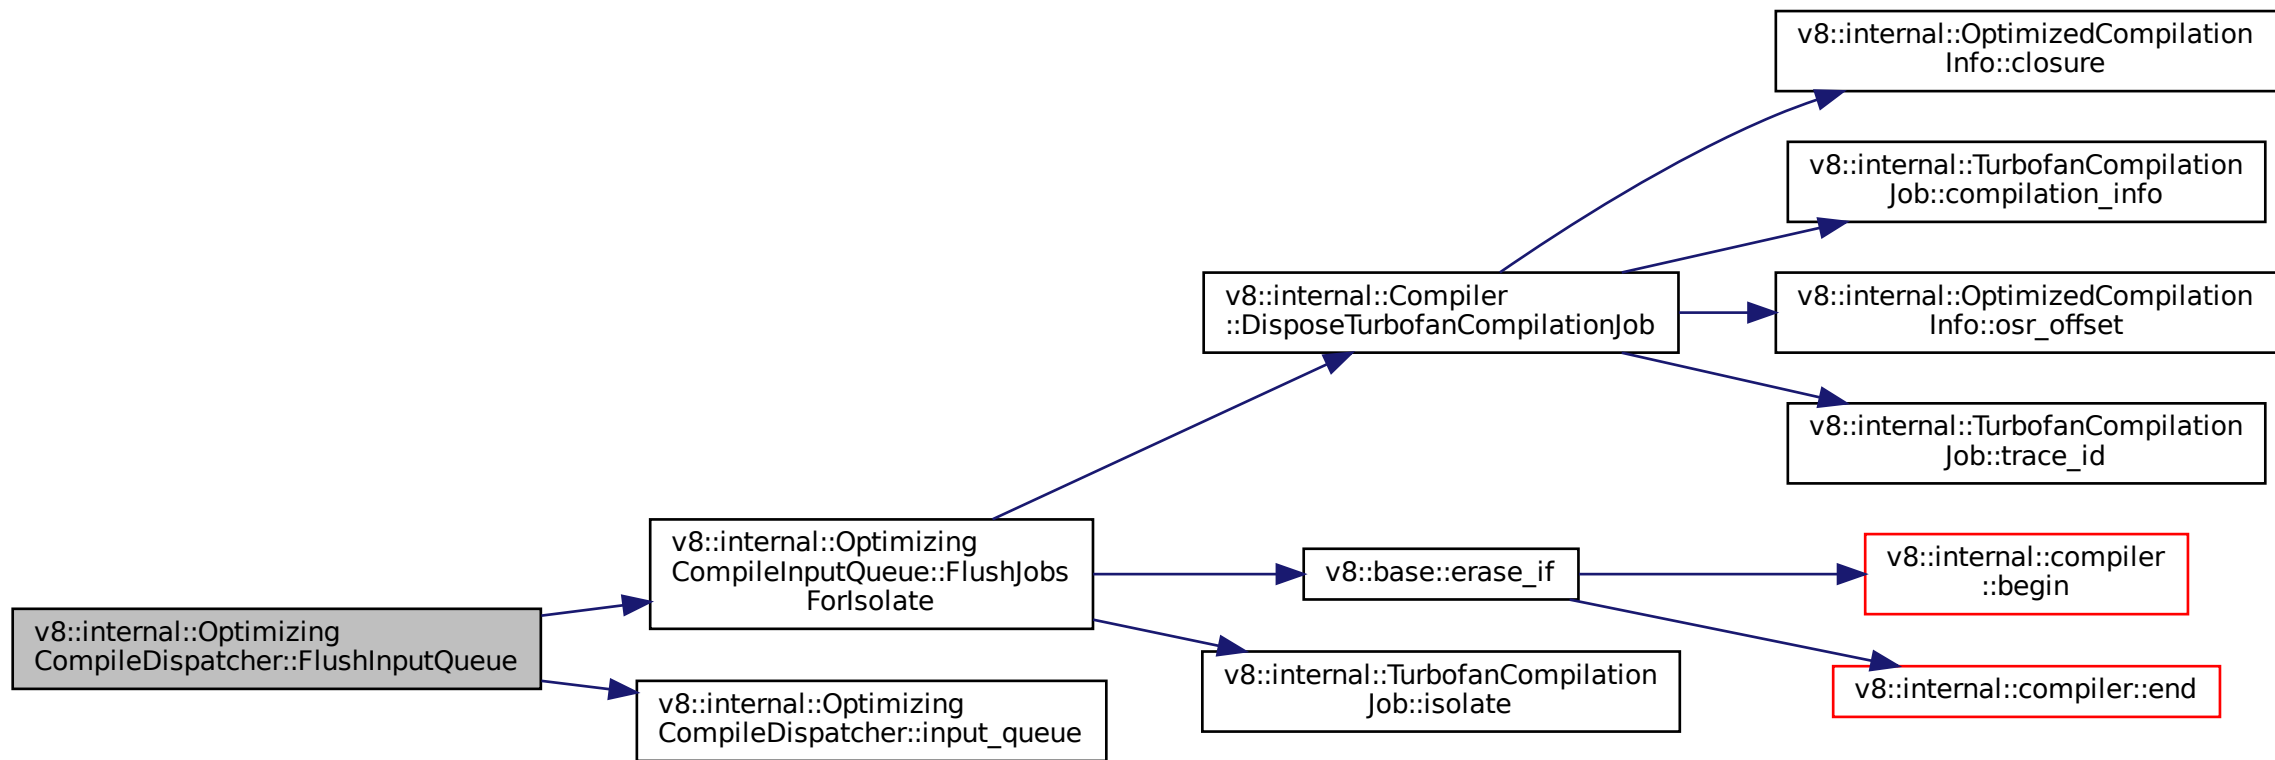 v8::internal::OptimizedCompilation
Info::closure
v8::internal::TurbofanCompilation
Job::compilation_info
v8::internal::Compiler
::DisposeTurbofanCompilationJob
v8::internal::OptimizedCompilation
Info::osr_offset
v8::internal::TurbofanCompilation
Job::trace_id
v8::internal::Optimizing
CompileInputQueue::FlushJobs
ForIsolate
v8::base::erase_if
v8::internal::compiler
::begin
v8::internal::Optimizing
CompileDispatcher::FlushInputQueue
v8::internal::TurbofanCompilation
Job::isolate
v8::internal::compiler::end
v8::internal::Optimizing
CompileDispatcher::input_queue